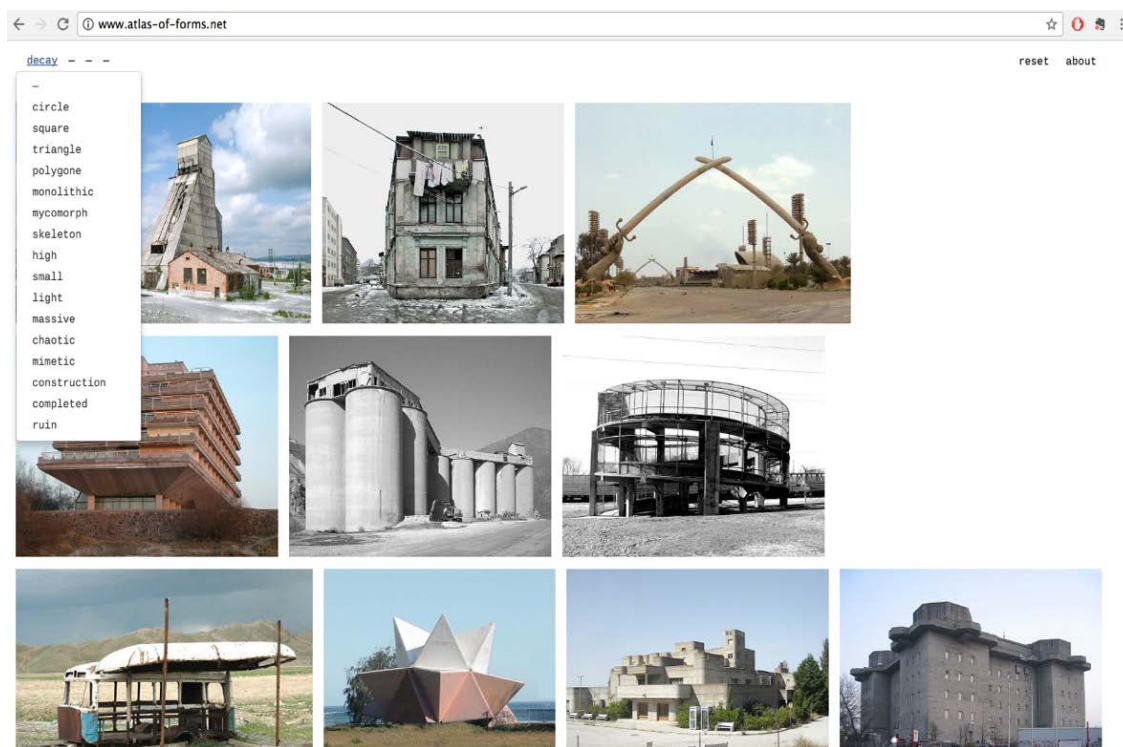 www.atlas-of-forms.net
decay – – – reset about
–
circle
square
triangle
polygone
monolithic
mycomorph
skeleton
high
small
light
massive
chaotic
mimetic
construction
completed
ruin